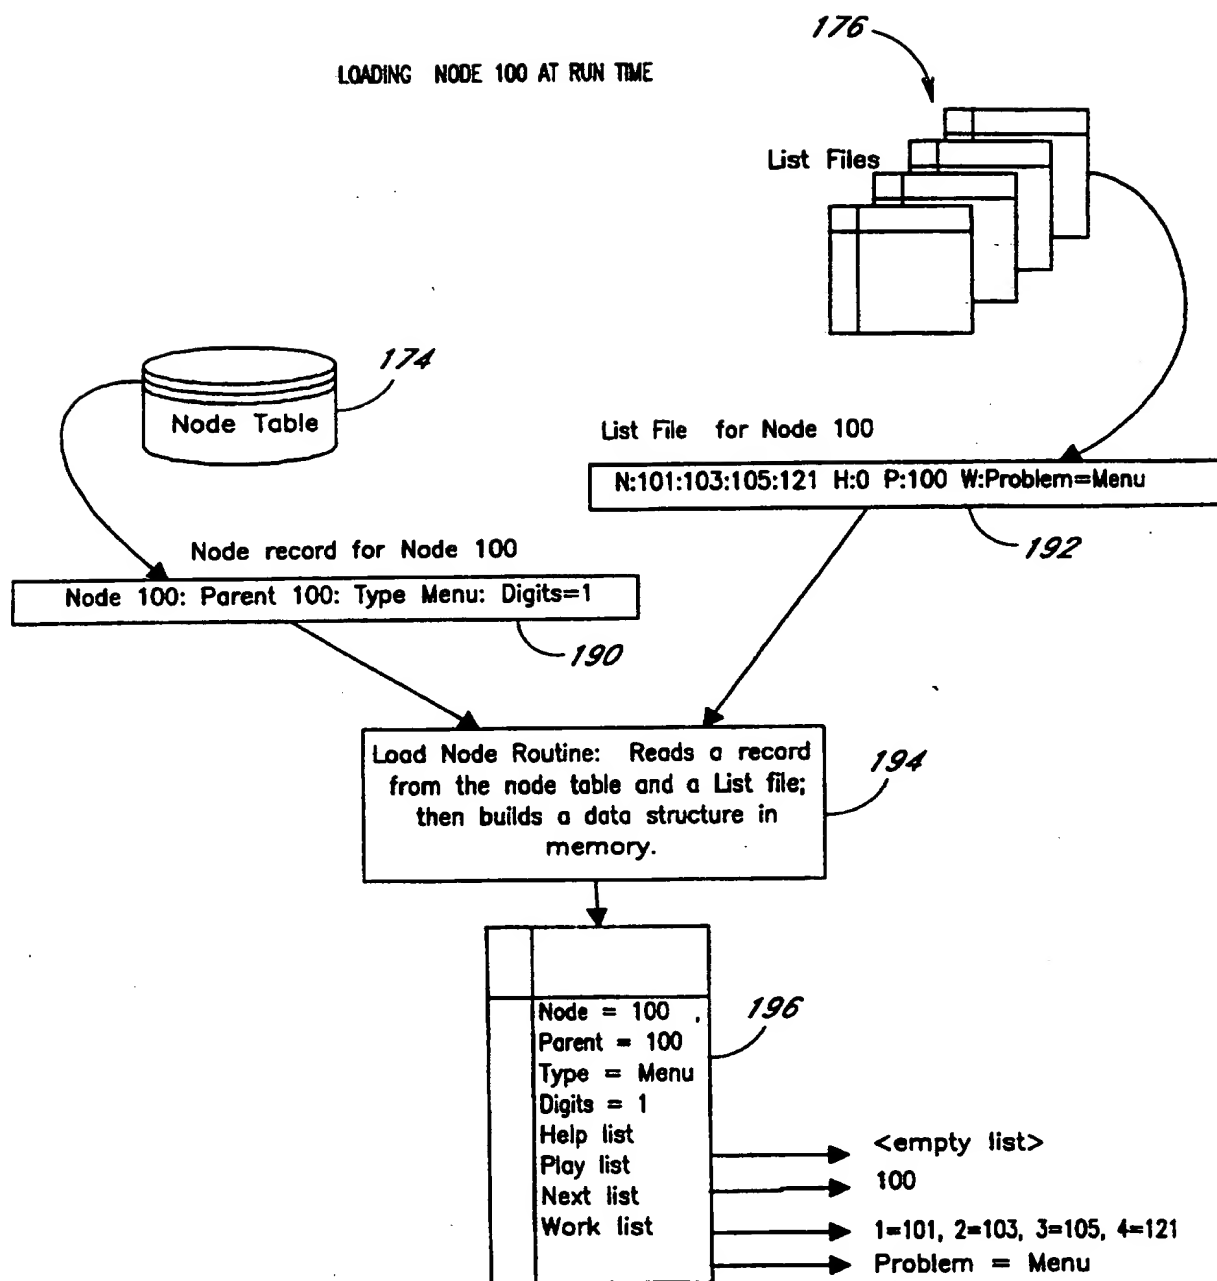 176
LOADING NODE 100 AT RUN TIME
List Files
174
Node Table
List File for Node 100
N:101:103:105:121 H:0 P:100 W:Problem=Menu
192
Node record for Node 100
Node 100: Parent 100: Type Menu: Digits=1
190
Load Node Routine: Reads a record
from the node table and a List file;
then builds a data structure in
memory.
194
196
Node = 100
Parent = 100
Type = Menu
Digits = 1
Help list
Play list
Next list
Work list
<empty list>
100
1=101, 2=103, 3=105, 4=121
Problem = Menu